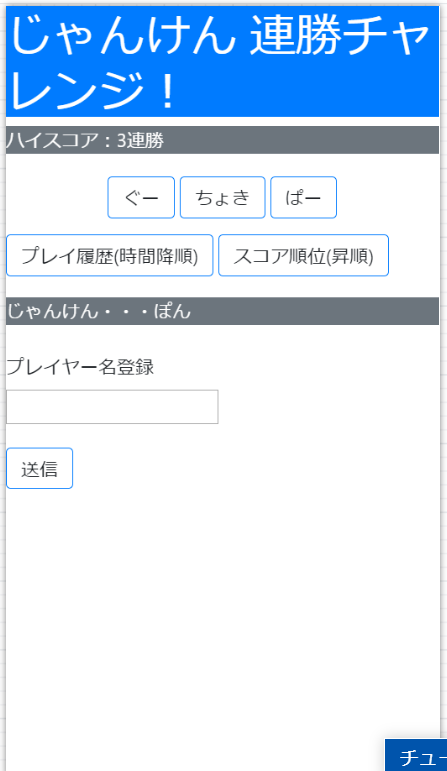 じゃんけん 連勝チャ
レンジ！
ハイスコア：3連勝
ぐー ちょき ぱー
プレイ履歴(時間降順) スコア順位(昇順)
じゃんけん・・・ぽん
プレイヤー名登録
送信
チュー